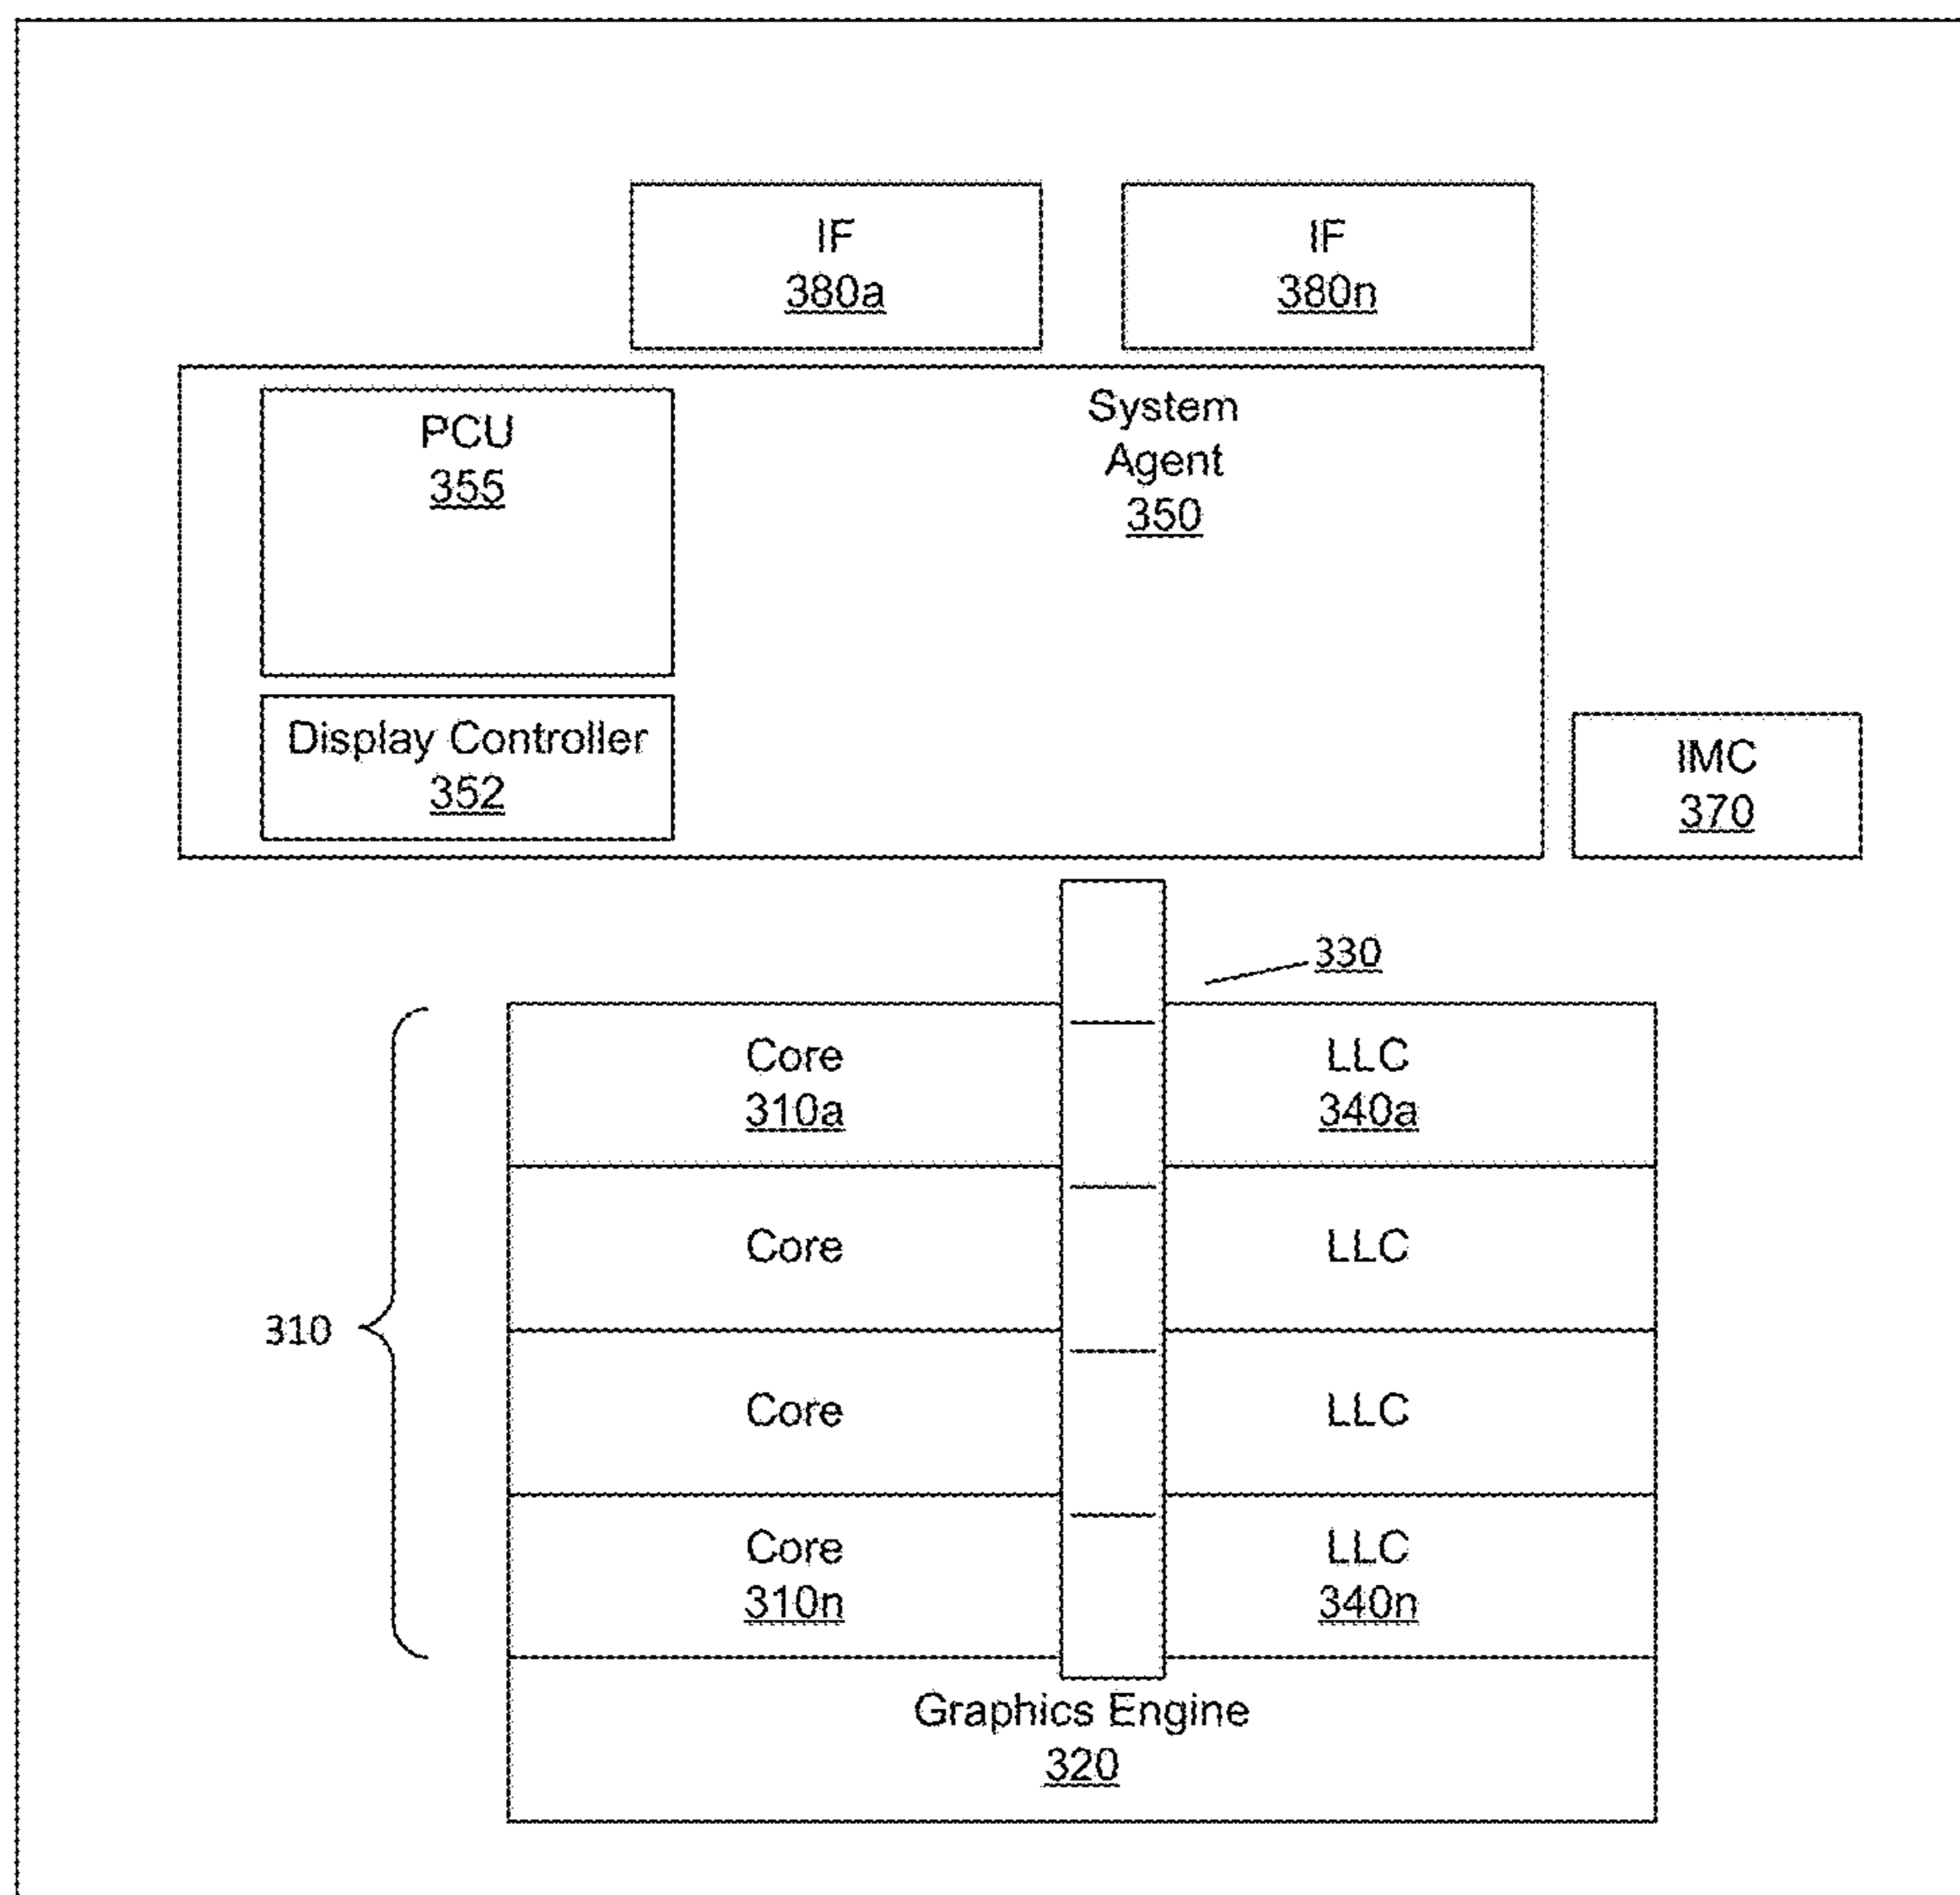 IF
380a
IF
380n
PCU
355
System
Agent
350
Display Controller
352
IMC
370
330
Core
310a
LLC
340a
Core
LLC
310
Core
LLC
Core
310n
LLC
340n
Graphics Engine
320